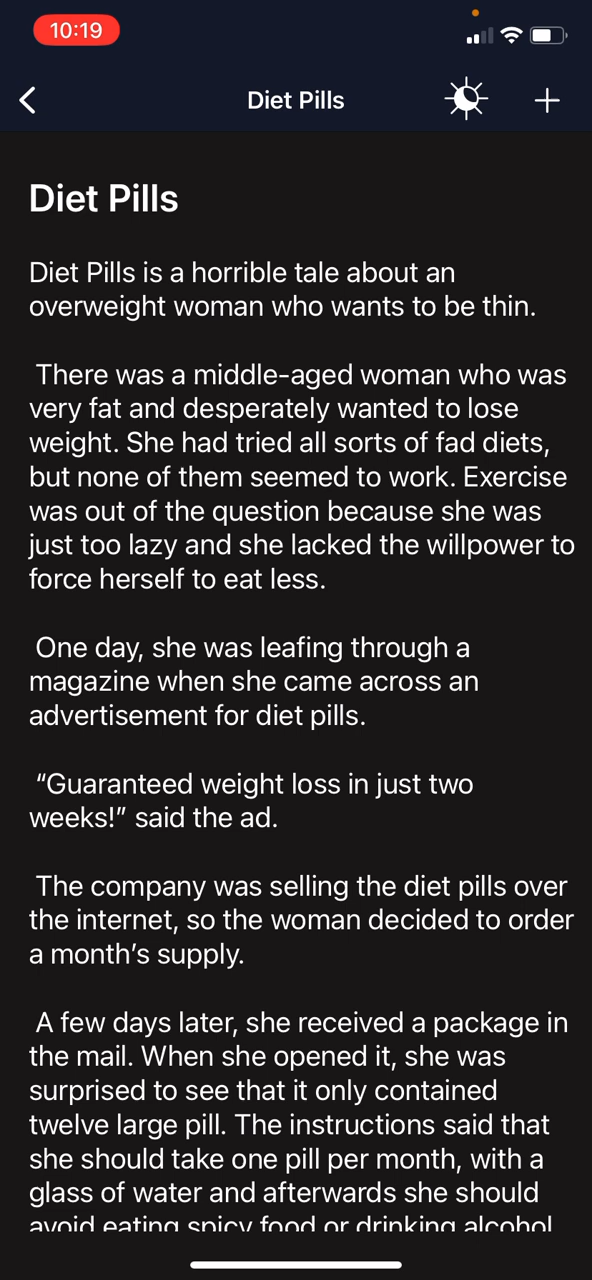 10:19
Diet Pills
Diet Pills
Diet Pills is a horrible tale about an
overweight woman who wants to be thin.
There was a middle-aged woman who was
very fat and desperately wanted to lose
weight. She had tried all sorts of fad diets,
but none of them seemed to work. Exercise
was out of the question because she was
just too lazy and she lacked the willpower to
force herself to eat less.
One day, she was leafing through a
magazine when she came across an
advertisement for diet pills.
“Guaranteed weight loss in just two
weeks!” said the ad.
The company was selling the diet pills over
the internet, so the woman decided to order
a month’s supply.
A few days later, she received a package in
the mail. When she opened it, she was
surprised to see that it only contained
twelve large pill. The instructions said that
she should take one pill per month, with a
glass of water and afterwards she should
avoid eating spicy food or drinking alcohol